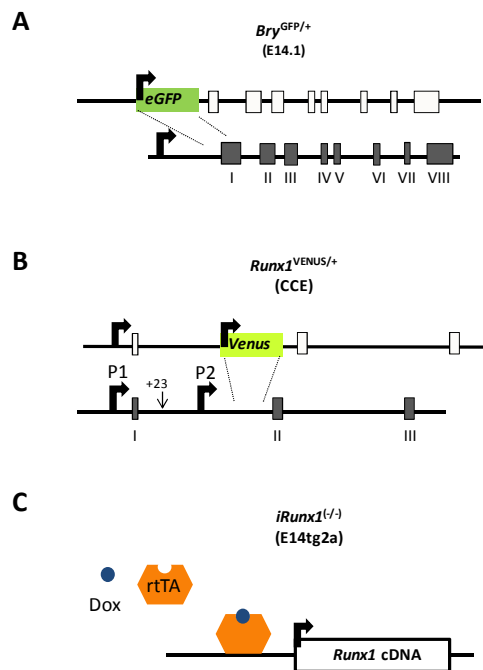 A
Bry^GFP/+
(E14.1)
eGFP
I II III IV V VI VII VIII
B
Runx1^VENUS/+
(CCE)
Venus
P1 +23 P2
I II III
C
iRunx1^(-/-)
(E14tg2a)
rtTA
Dox
Runx1 cDNA